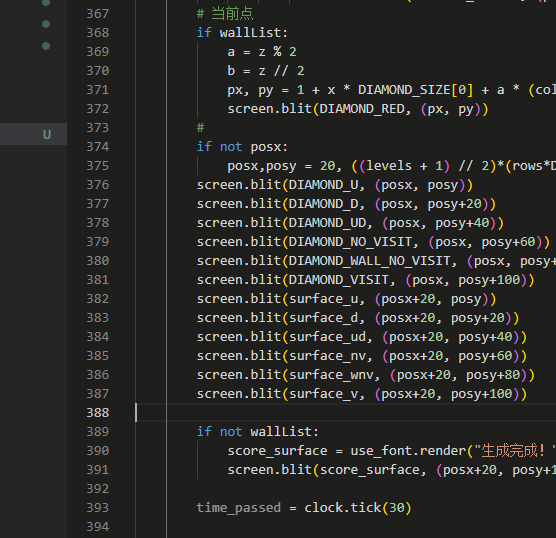 367 # 当前点
368 if wallList:
369 a = z % 2
370 b = z // 2
371 px, py = 1 + x * DIAMOND_SIZE[0] + a * (col
372 screen.blit(DIAMOND_RED, (px, py))
373 #
374 if not posx:
375 posx,posy = 20, ((levels + 1) // 2)*(rows*D
376 screen.blit(DIAMOND_U, (posx, posy))
377 screen.blit(DIAMOND_D, (posx, posy+20))
378 screen.blit(DIAMOND_UD, (posx, posy+40))
379 screen.blit(DIAMOND_NO_VISIT, (posx, posy+60))
380 screen.blit(DIAMOND_WALL_NO_VISIT, (posx, posy+
381 screen.blit(DIAMOND_VISIT, (posx, posy+100))
382 screen.blit(surface_u, (posx+20, posy))
383 screen.blit(surface_d, (posx+20, posy+20))
U 384 screen.blit(surface_ud, (posx+20, posy+40))
385 screen.blit(surface_nv, (posx+20, posy+60))
386 screen.blit(surface_wnv, (posx+20, posy+80))
387 screen.blit(surface_v, (posx+20, posy+100))
388
389 if not wallList:
390 score_surface = use_font.render("生成完成!"
391 screen.blit(score_surface, (posx+20, posy+1
392
393 time_passed = clock.tick(30)
394